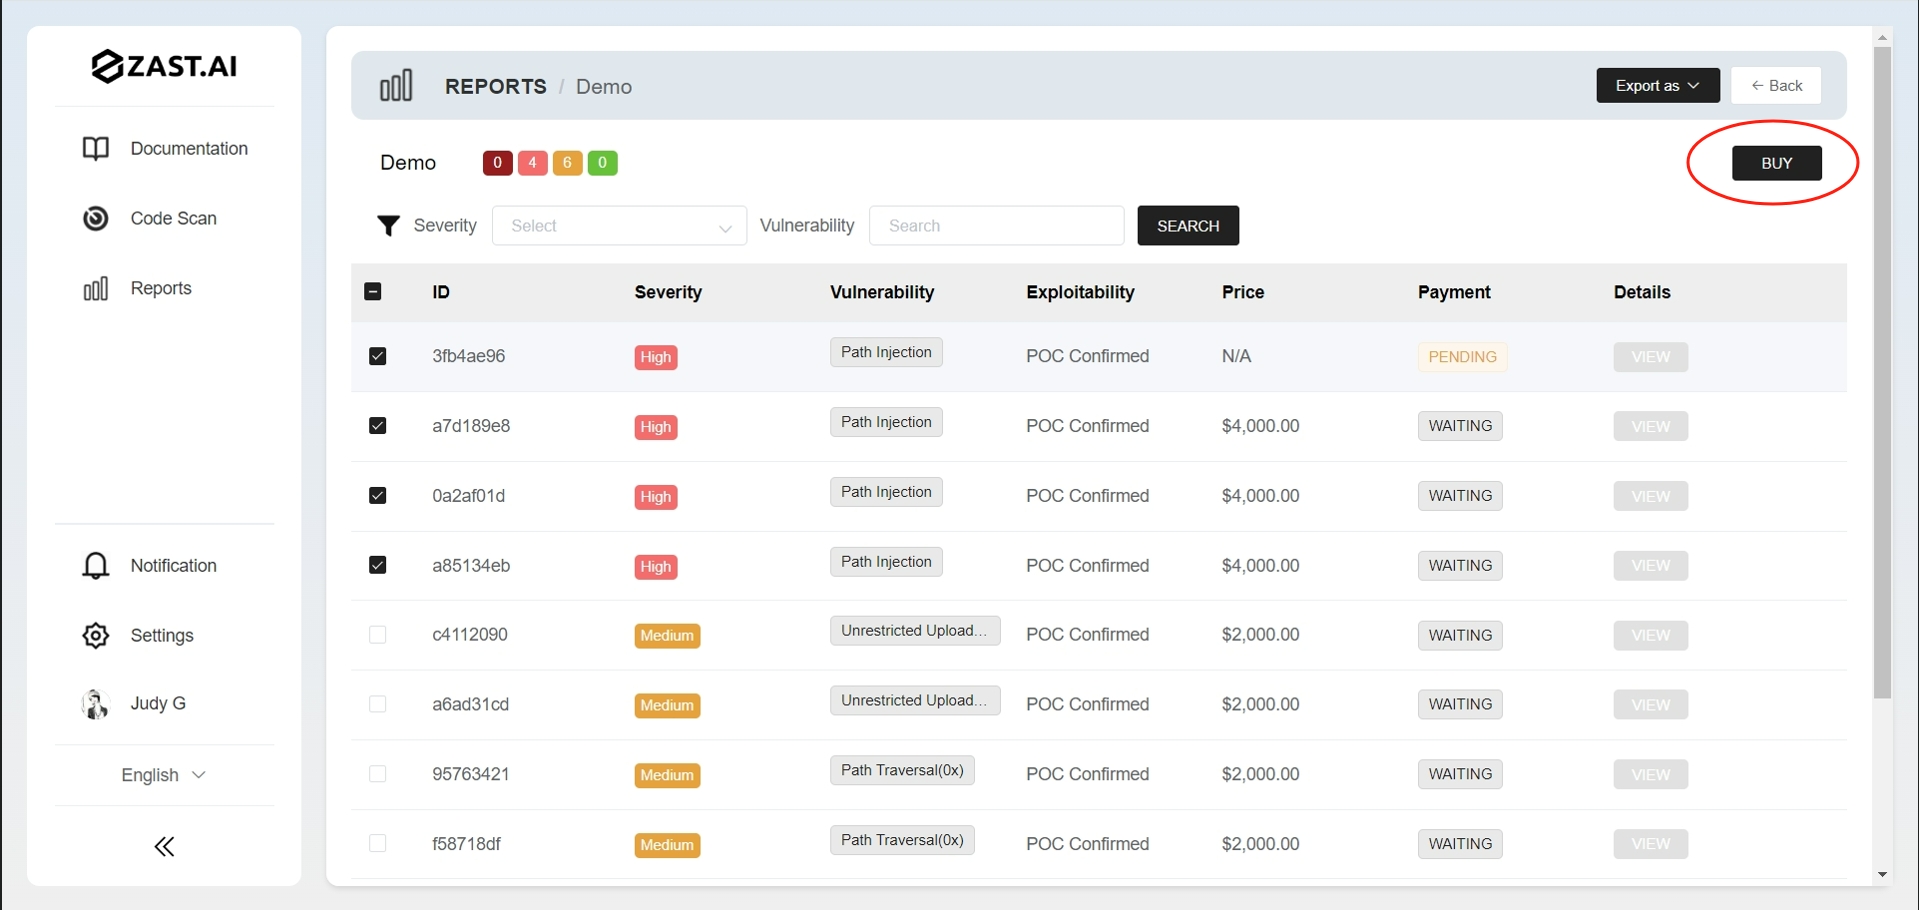 ZAST.AI
Documentation
Code Scan
Reports
Notification
Settings
Judy G
English
REPORTS / Demo
Export as
← Back
Demo 0 4 6 0
BUY
Severity Select Vulnerability Search SEARCH
ID Severity Vulnerability Exploitability Price Payment Details
3fb4ae96 High Path Injection POC Confirmed N/A PENDING VIEW
a7d189e8 High Path Injection POC Confirmed $4,000.00 WAITING VIEW
0a2af01d High Path Injection POC Confirmed $4,000.00 WAITING VIEW
a85134eb High Path Injection POC Confirmed $4,000.00 WAITING VIEW
c4112090 Medium Unrestricted Upload... POC Confirmed $2,000.00 WAITING VIEW
a6ad31cd Medium Unrestricted Upload... POC Confirmed $2,000.00 WAITING VIEW
95763421 Medium Path Traversal(0x) POC Confirmed $2,000.00 WAITING VIEW
f58718df Medium Path Traversal(0x) POC Confirmed $2,000.00 WAITING VIEW